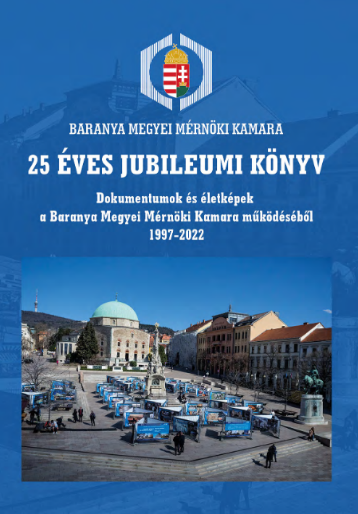 BARANYA MEGYEI MÉRNÖKI KAMARA
25 ÉVES JUBILEUMI KÖNYV
Dokumentumok és életképek
a Baranya Megyei Mérnöki Kamara működéséből
1997-2022